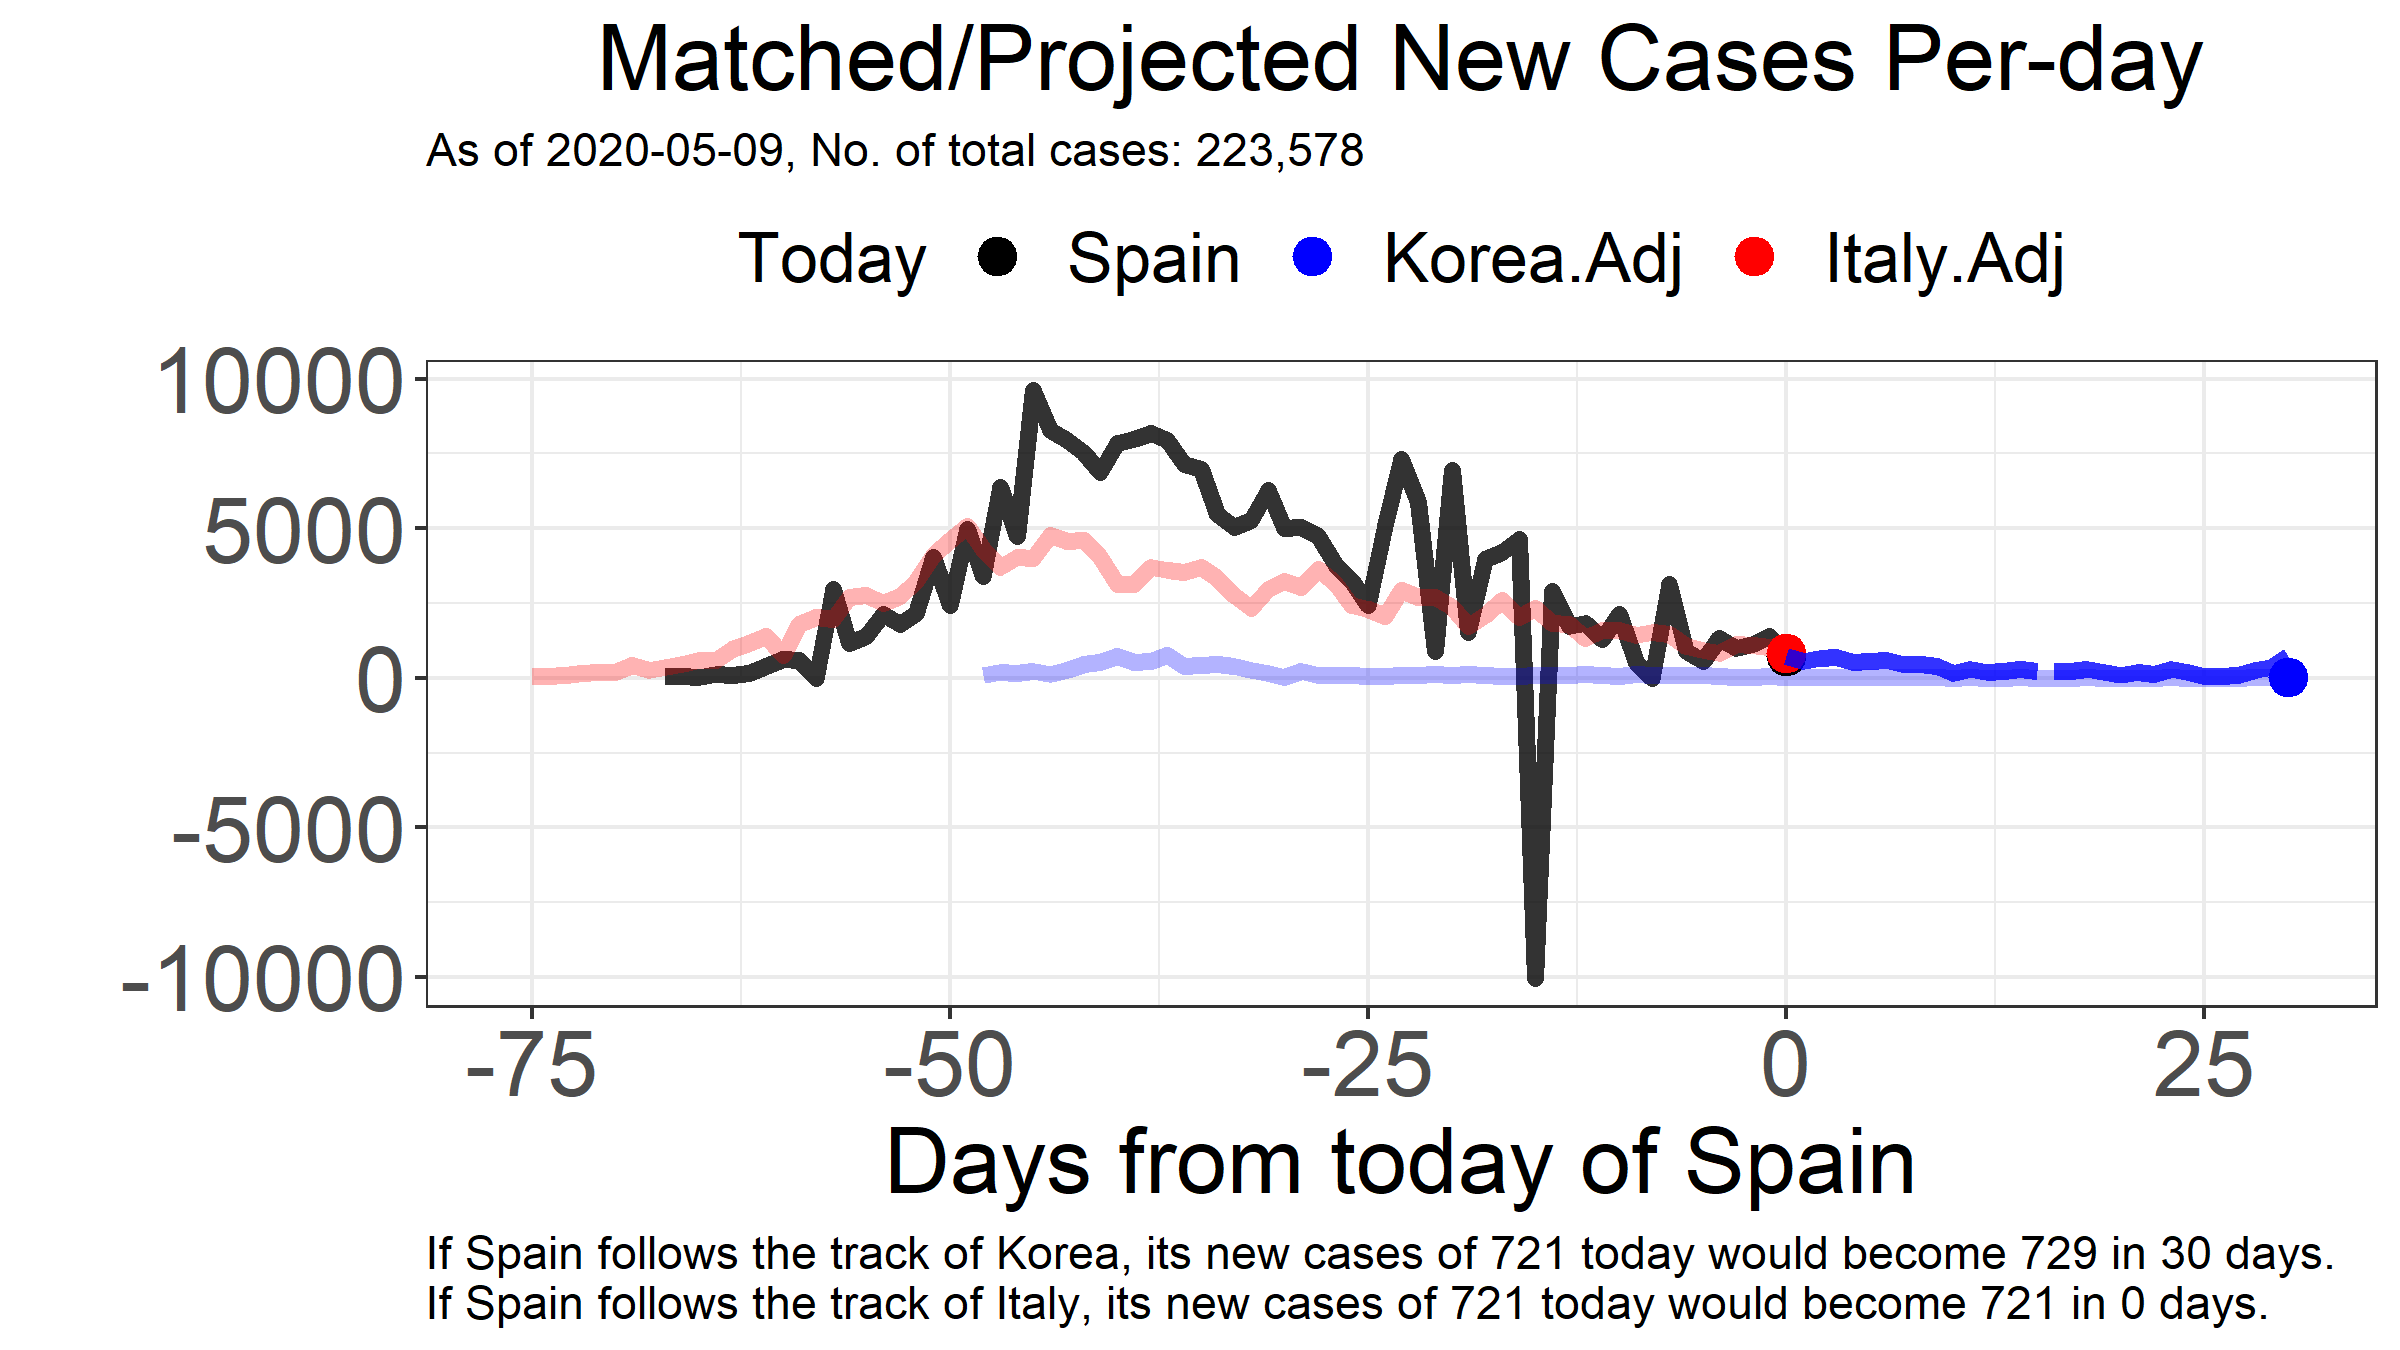 Matched/Projected New Cases Per-day
As of 2020-05-09, No. of total cases: 223,578
Today Spain Korea.Adj Italy.Adj
10000
5000
0
-5000
-10000
-75 -50 -25 0 25
Days from today of Spain
If Spain follows the track of Korea, its new cases of 721 today would become 729 in 30 days.
If Spain follows the track of Italy, its new cases of 721 today would become 721 in 0 days.